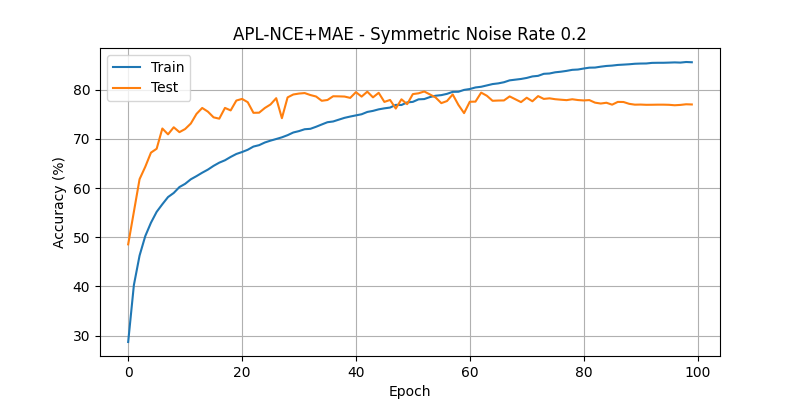 APL-NCE+MAE - Symmetric Noise Rate 0.2
Train
Test
Accuracy (%)
80
70
60
50
40
30
0 20 40 60 80 100
Epoch